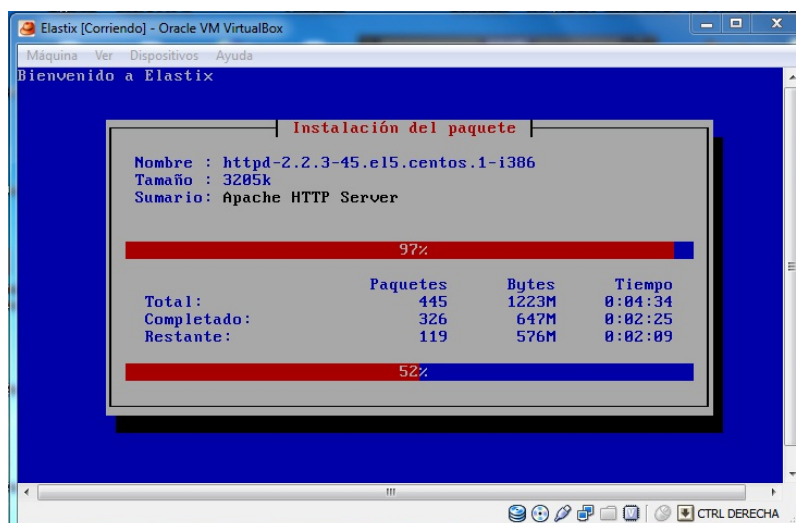 Elastix [Corriendo] - Oracle VM VirtualBox
Máquina Ver Dispositivos Ayuda
Bienvenido a Elastix
Instalación del paquete
Nombre : httpd-2.2.3-45.el5.centos.1-i386
Tamaño : 3205k
Sumario: Apache HTTP Server
97%
Paquetes Bytes Tiempo
Total: 445 1223M 0:04:34
Completado: 326 647M 0:02:25
Restante: 119 576M 0:02:09
52%
CTRL DERECHA